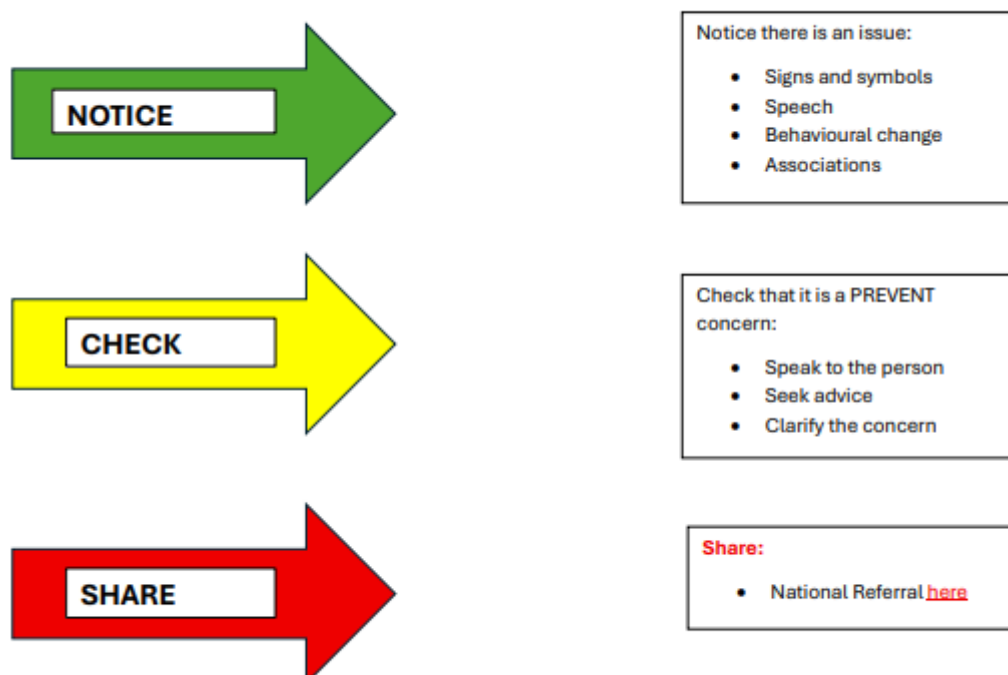 NOTICE
Notice there is an issue:
• Signs and symbols
• Speech
• Behavioural change
• Associations
CHECK
Check that it is a PREVENT
concern:
• Speak to the person
• Seek advice
• Clarify the concern
SHARE
Share:
• National Referral here